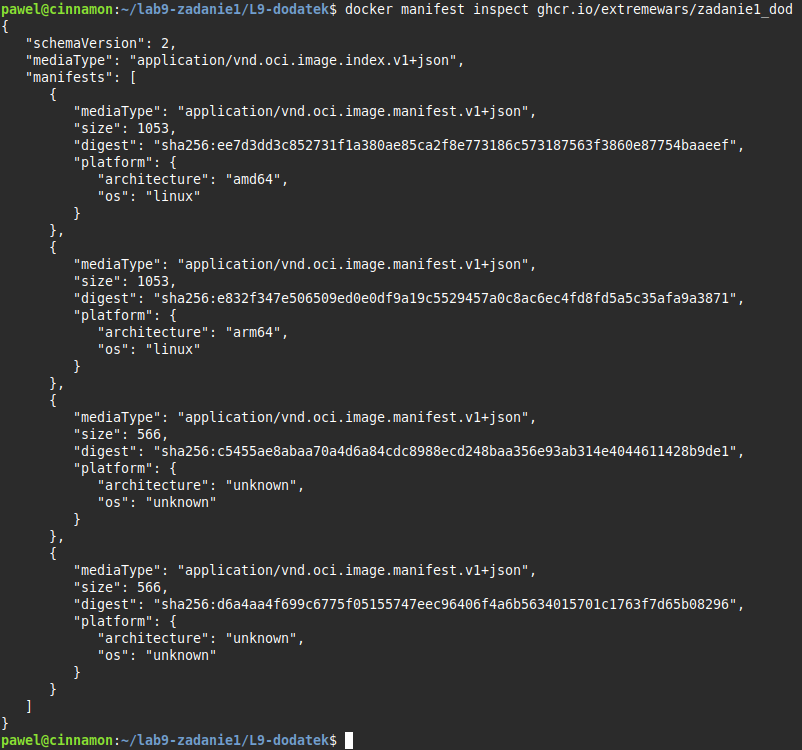 pawel@cinnamon:~/lab9-zadanie1/L9-dodatek$ docker manifest inspect ghcr.io/extremewars/zadanie1_dod
{
   "schemaVersion": 2,
   "mediaType": "application/vnd.oci.image.index.v1+json",
   "manifests": [
      {
         "mediaType": "application/vnd.oci.image.manifest.v1+json",
         "size": 1053,
         "digest": "sha256:ee7d3dd3c852731f1a380ae85ca2f8e773186c573187563f3860e87754baaeef",
         "platform": {
            "architecture": "amd64",
            "os": "linux"
         }
      },
      {
         "mediaType": "application/vnd.oci.image.manifest.v1+json",
         "size": 1053,
         "digest": "sha256:e832f347e506509ed0e0df9a19c5529457a0c8ac6ec4fd8fd5a5c35afa9a3871",
         "platform": {
            "architecture": "arm64",
            "os": "linux"
         }
      },
      {
         "mediaType": "application/vnd.oci.image.manifest.v1+json",
         "size": 566,
         "digest": "sha256:c5455ae8abaa70a4d6a84cdc8988ecd248baa356e93ab314e4044611428b9de1",
         "platform": {
            "architecture": "unknown",
            "os": "unknown"
         }
      },
      {
         "mediaType": "application/vnd.oci.image.manifest.v1+json",
         "size": 566,
         "digest": "sha256:d6a4aa4f699c6775f05155747eec96406f4a6b5634015701c1763f7d65b08296",
         "platform": {
            "architecture": "unknown",
            "os": "unknown"
         }
      }
   ]
}
pawel@cinnamon:~/lab9-zadanie1/L9-dodatek$